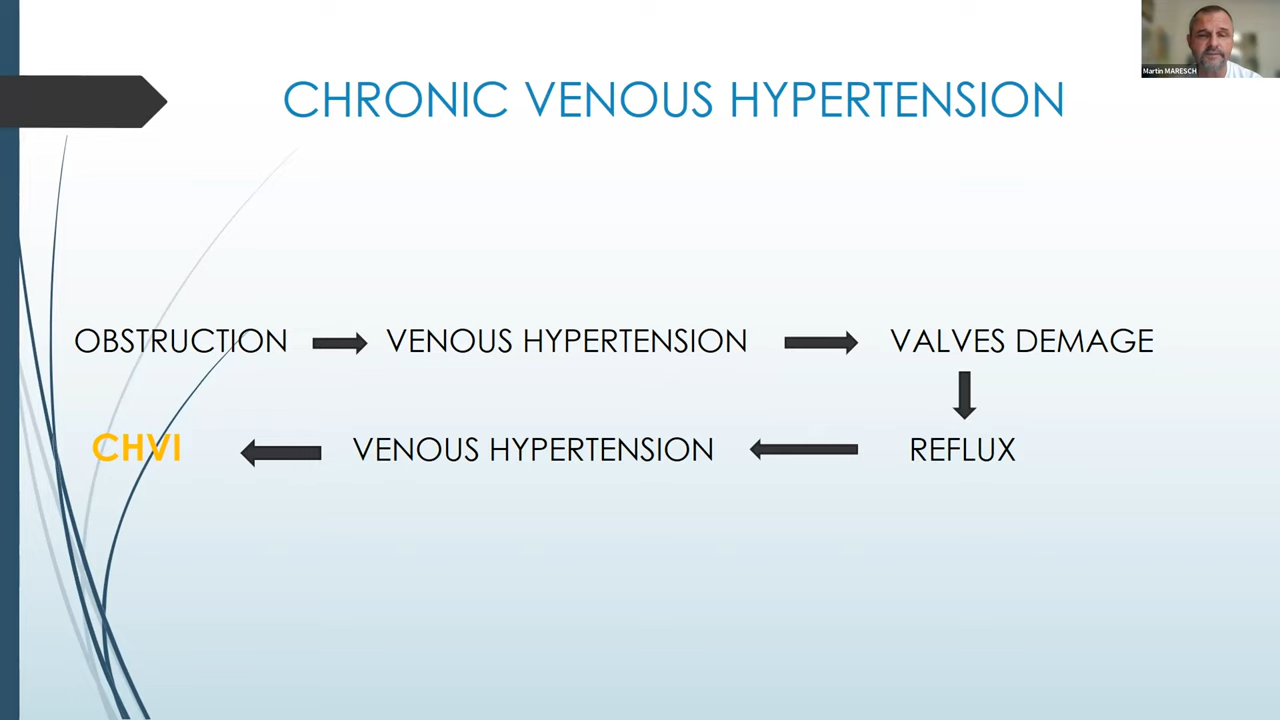 Martin MARESCH
CHRONIC VENOUS HYPERTENSION
OBSTRUCTION VENOUS HYPERTENSION VALVES DEMAGE
CHVI VENOUS HYPERTENSION REFLUX